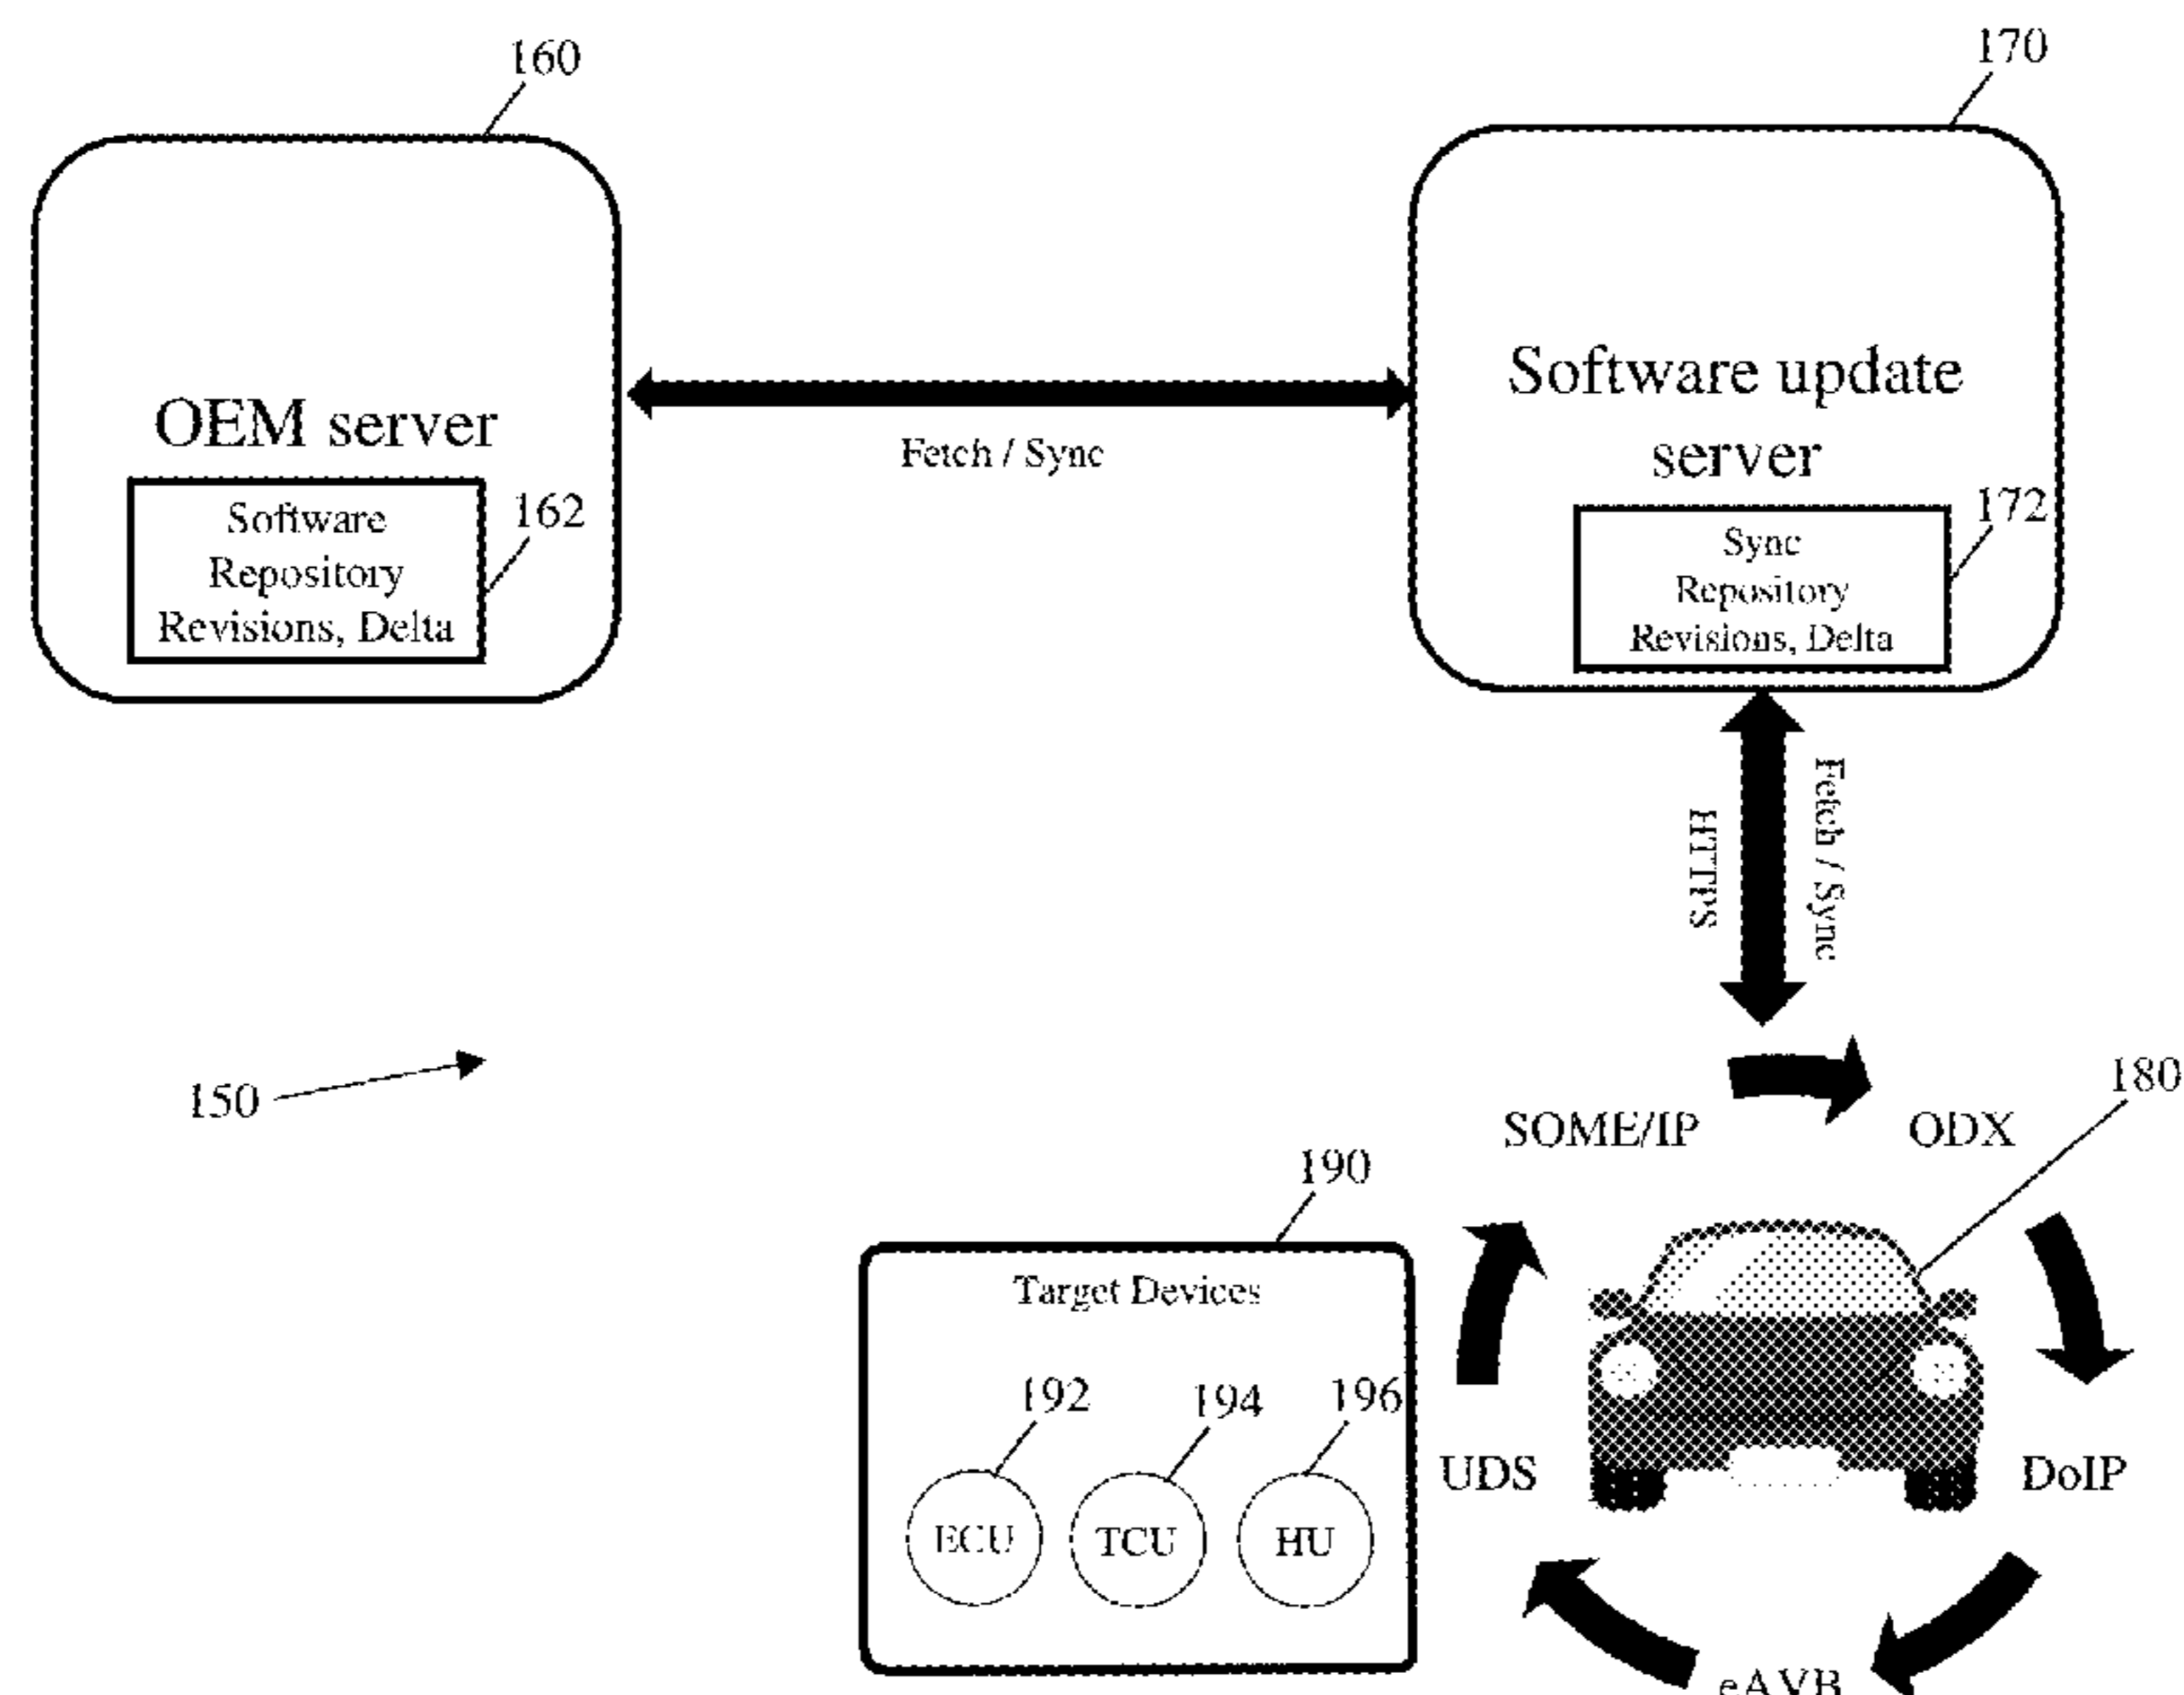 160
170
OEM server
Software
Repository
Revisions, Delta
162
Fetch / Sync
Software update
server
Sync
Repository
Revisions, Delta
172
HTTPS
Fetch / Sync
150
180
SOME/IP
ODX
190
Target Devices
192
194
196
ECU
TCU
HU
UDS
DoIP
eAVB